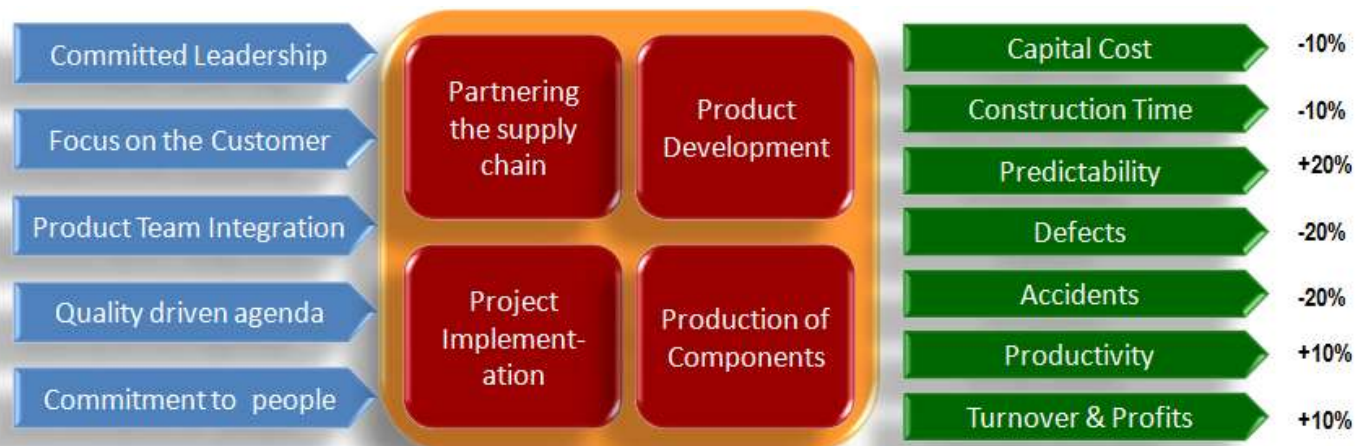 Committed Leadership
Focus on the Customer
Product Team Integration
Quality driven agenda
Commitment to people
Partnering
the supply
chain
Product
Development
Project
Implement-
ation
Production of
Components
Capital Cost -10%
Construction Time -10%
Predictability +20%
Defects -20%
Accidents -20%
Productivity +10%
Turnover & Profits +10%